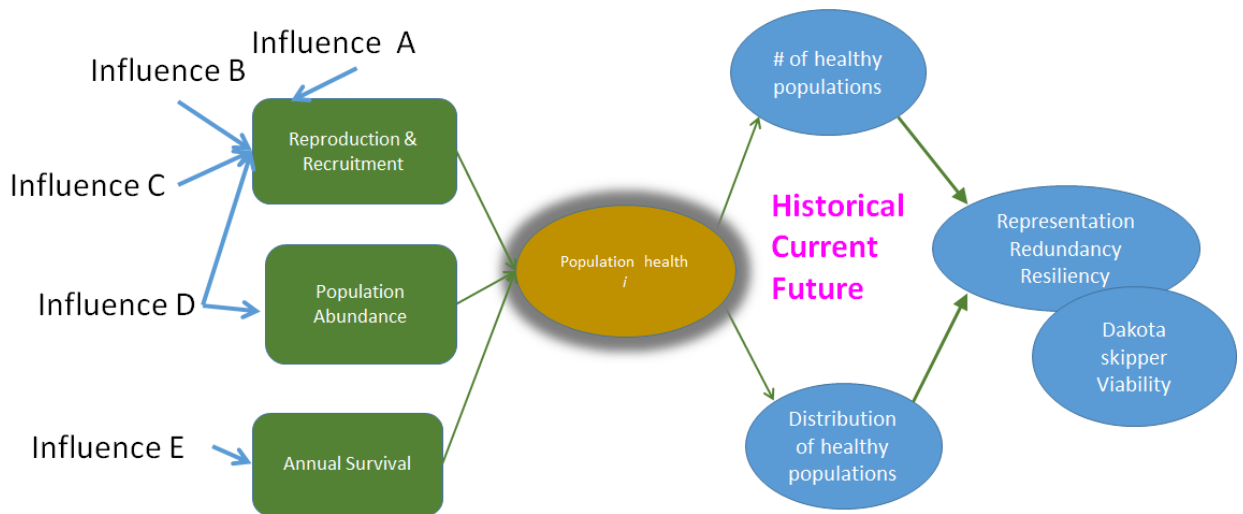 Influence A
Influence B
Influence C
Influence D
Influence E
Reproduction &
Recruitment
Population
Abundance
Annual Survival
Population health
i
# of healthy
populations
Historical
Current
Future
Distribution
of healthy
populations
Representation
Redundancy
Resiliency
Dakota
skipper
Viability